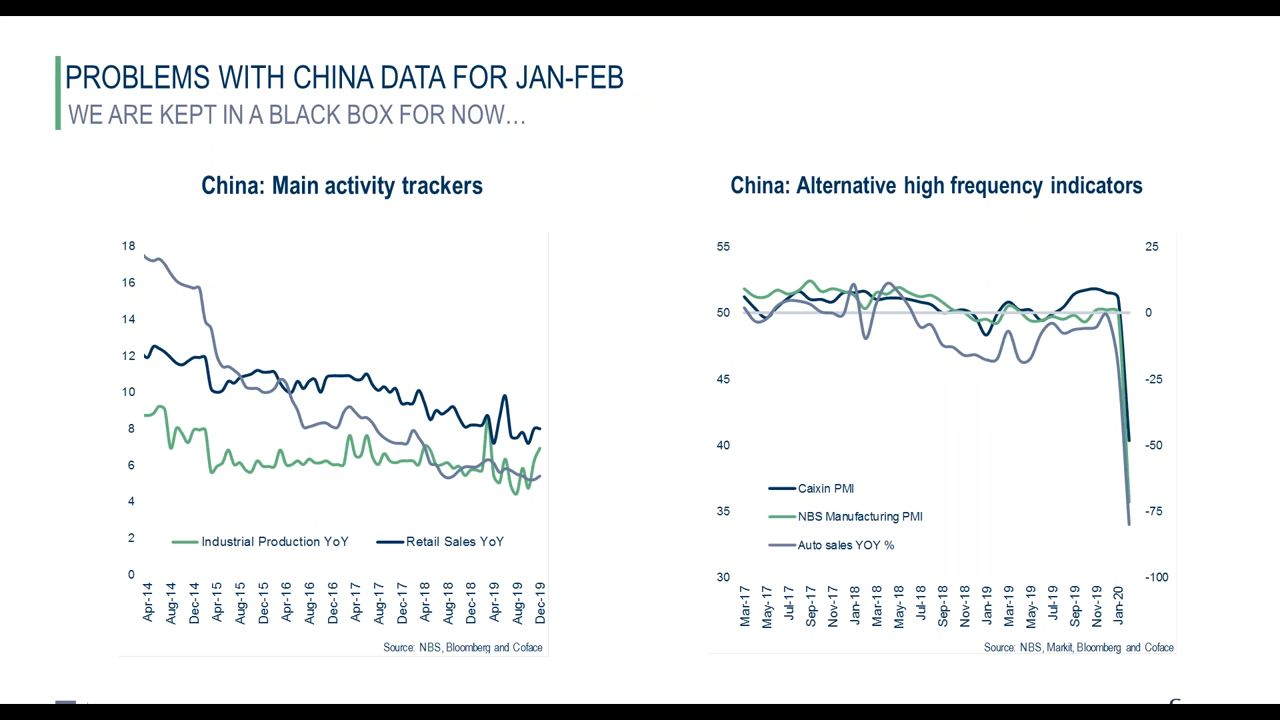 PROBLEMS WITH CHINA DATA FOR JAN-FEB
WE ARE KEPT IN A BLACK BOX FOR NOW…
China: Main activity trackers
18
16
14
12
10
8
6
4
2
0
Industrial Production YoY
Retail Sales YoY
Apr-14
Aug-14
Dec-14
Apr-15
Aug-15
Dec-15
Apr-16
Aug-16
Dec-16
Apr-17
Aug-17
Dec-17
Apr-18
Aug-18
Dec-18
Apr-19
Aug-19
Dec-19
Source: NBS, Bloomberg and Coface
China: Alternative high frequency indicators
55
50
45
40
35
30
25
0
-25
-50
-75
-100
Caixin PMI
NBS Manufacturing PMI
Auto sales YOY %
Mar-17
May-17
Jul-17
Sep-17
Nov-17
Jan-18
Mar-18
May-18
Jul-18
Sep-18
Nov-18
Jan-19
Mar-19
May-19
Jul-19
Sep-19
Nov-19
Jan-20
Source: NBS, Markit, Bloomberg and Coface